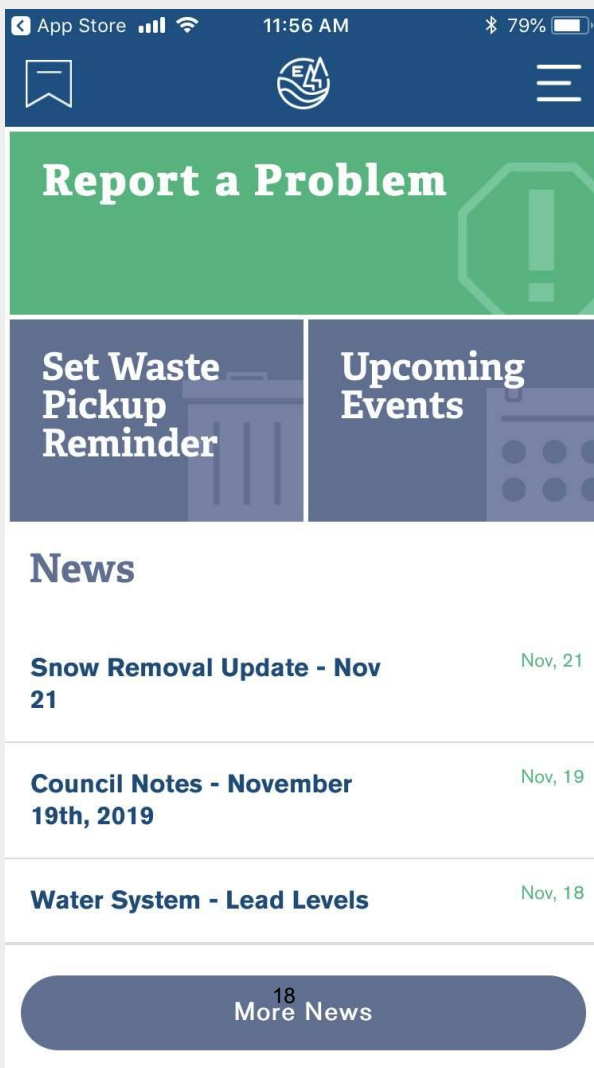 App Store 11:56 AM 79%
E
Report a Problem
Set Waste
Pickup
Reminder
Upcoming
Events
News
Snow Removal Update - Nov
21
Nov, 21
Council Notes - November
19th, 2019
Nov, 19
Water System - Lead Levels
Nov, 18
18
More News